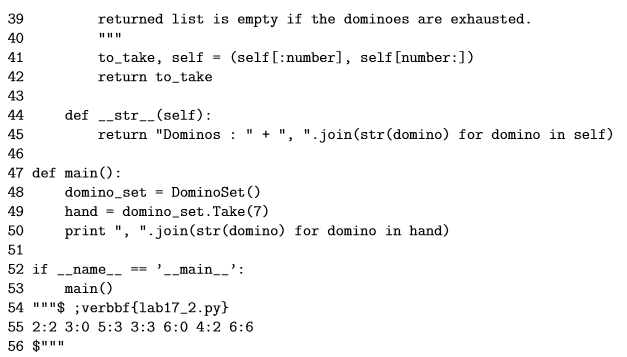 39         returned list is empty if the dominoes are exhausted.
40         """
41         to_take, self = (self[:number], self[number:])
42         return to_take
43
44     def __str__(self):
45         return "Dominos : " + ", ".join(str(domino) for domino in self)
46
47 def main():
48     domino_set = DominoSet()
49     hand = domino_set.Take(7)
50     print ", ".join(str(domino) for domino in hand)
51
52 if __name__ == '__main__':
53     main()
54 """$ ;verbbf{lab17_2.py}
55 2:2 3:0 5:3 3:3 6:0 4:2 6:6
56 $"""